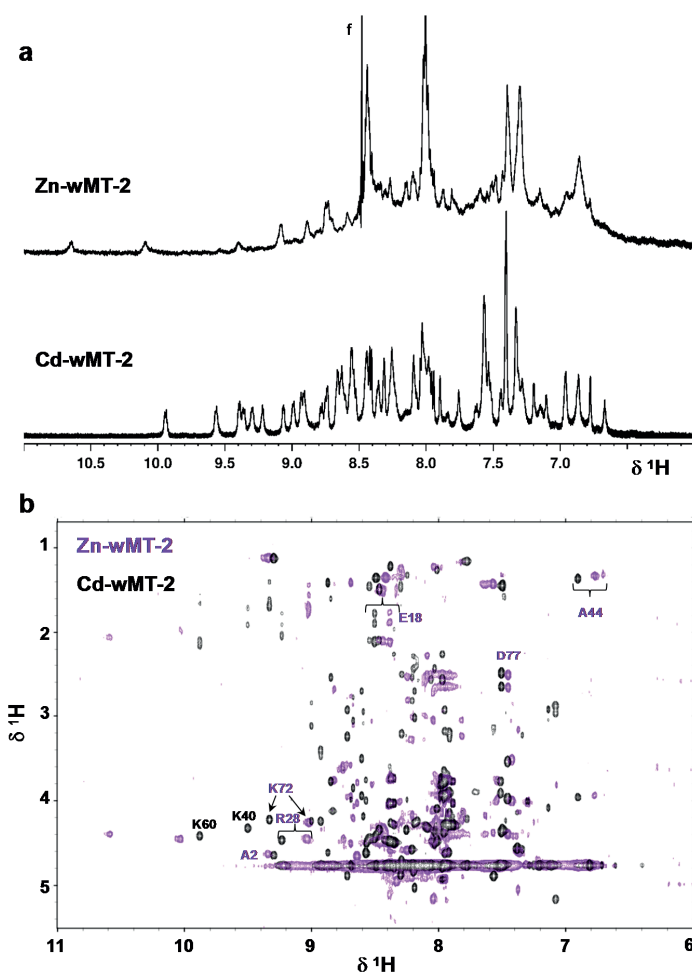 f
a
Zn-wMT-2
Cd-wMT-2
10.5 10.0 9.5 9.0 8.5 8.0 7.5 7.0
δ ¹H
b
Zn-wMT-2
Cd-wMT-2
1
2
3
4
5
δ ¹H
E18
A44
D77
K72
R28
K60
K40
A2
11 10 9 8 7 6
δ ¹H